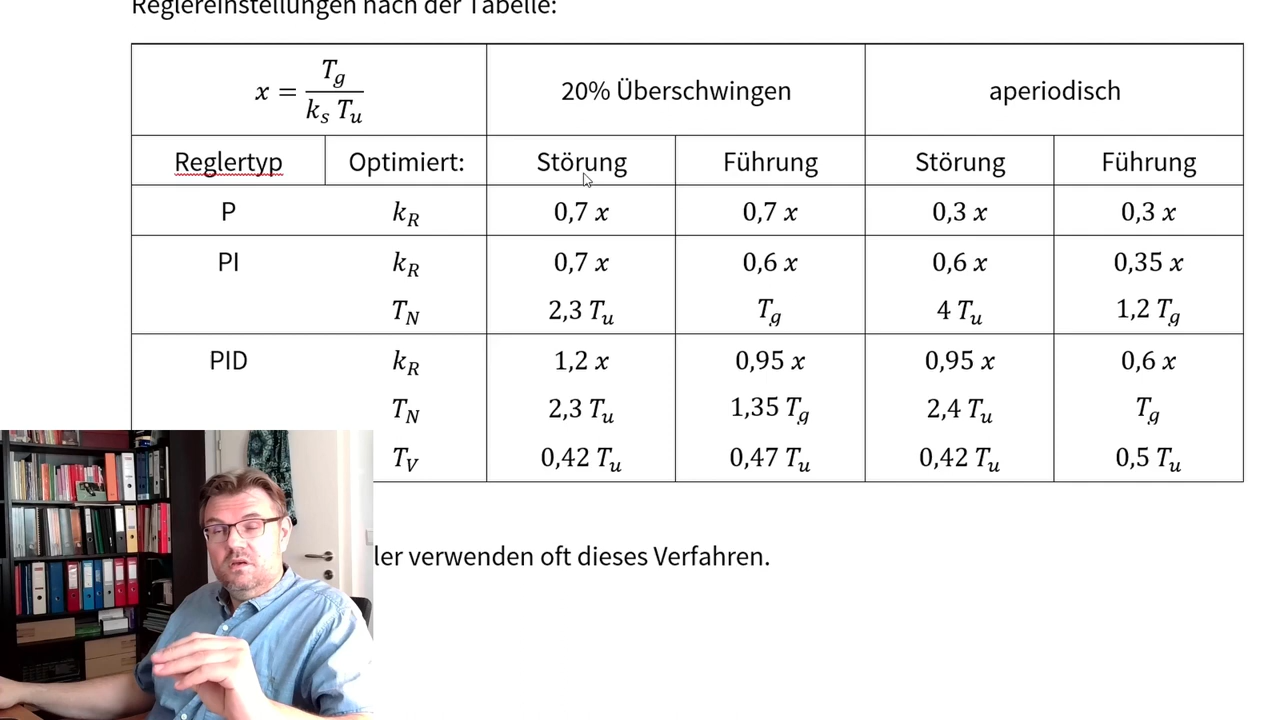 Reglereinstellungen nach der Tabelle:
x = T_g / (k_s T_u) 20% Überschwingen aperiodisch
Reglertyp Optimiert: Störung Führung Störung Führung
P k_R 0,7 x 0,7 x 0,3 x 0,3 x
PI k_R 0,7 x 0,6 x 0,6 x 0,35 x
T_N 2,3 T_u T_g 4 T_u 1,2 T_g
PID k_R 1,2 x 0,95 x 0,95 x 0,6 x
T_N 2,3 T_u 1,35 T_g 2,4 T_u T_g
T_V 0,42 T_u 0,47 T_u 0,42 T_u 0,5 T_u
ler verwenden oft dieses Verfahren.